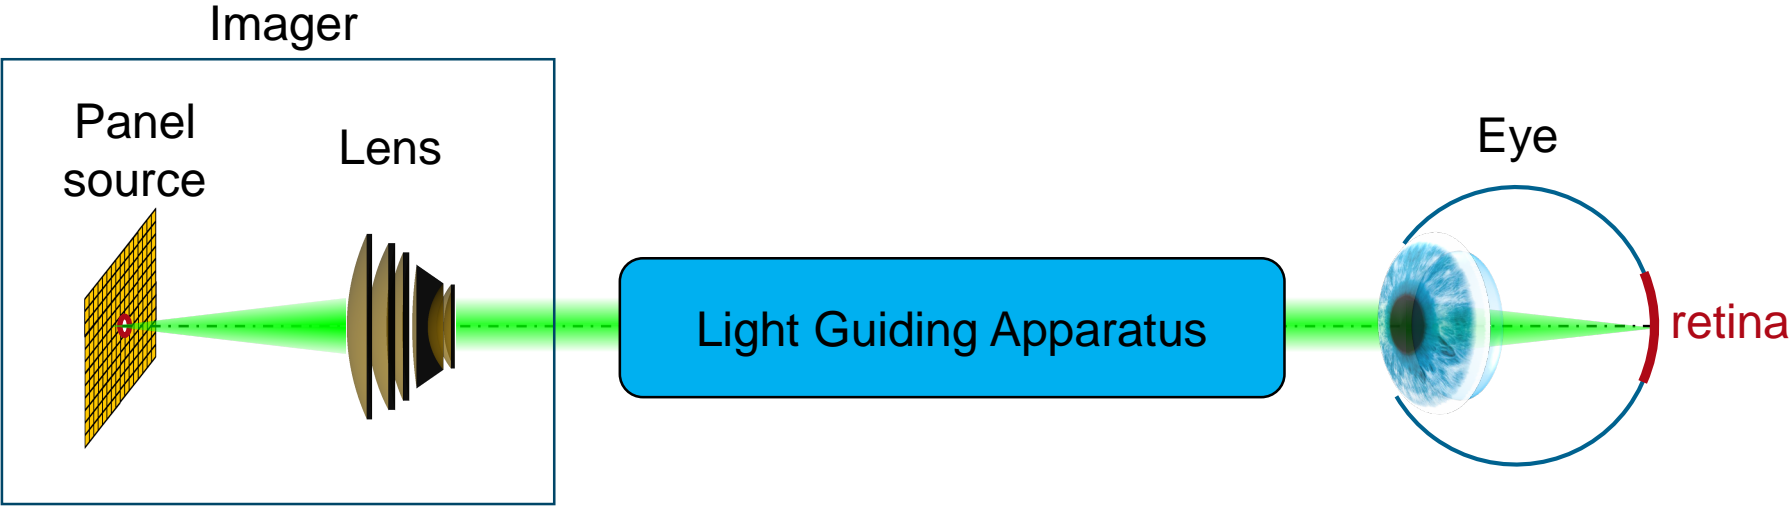 Imager
Panel
source
Lens
Light Guiding Apparatus
Eye
retina